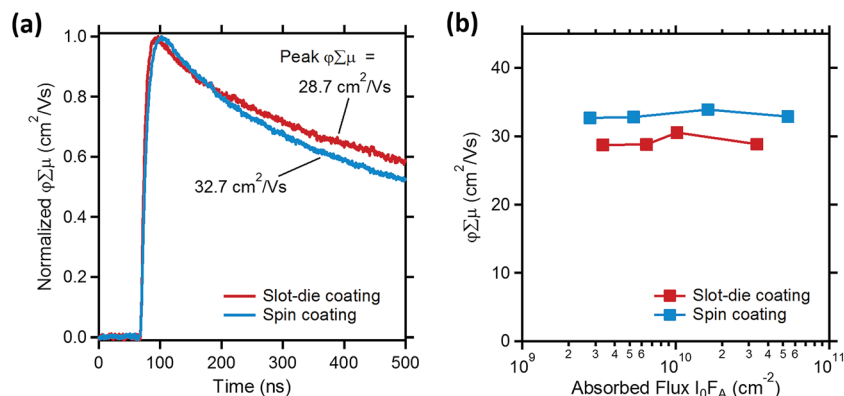 (a)
Normalized φΣμ (cm²/Vs)
1.0
0.8
0.6
0.4
0.2
0.0
Peak φΣμ =
28.7 cm²/Vs
32.7 cm²/Vs
Slot-die coating
Spin coating
0 100 200 300 400 500
Time (ns)
(b)
φΣμ (cm²/Vs)
40
30
20
10
0
Slot-die coating
Spin coating
10⁹ 2 3 4 5 6 10¹⁰ 2 3 4 5 6 10¹¹
Absorbed Flux I₀F_A (cm⁻²)